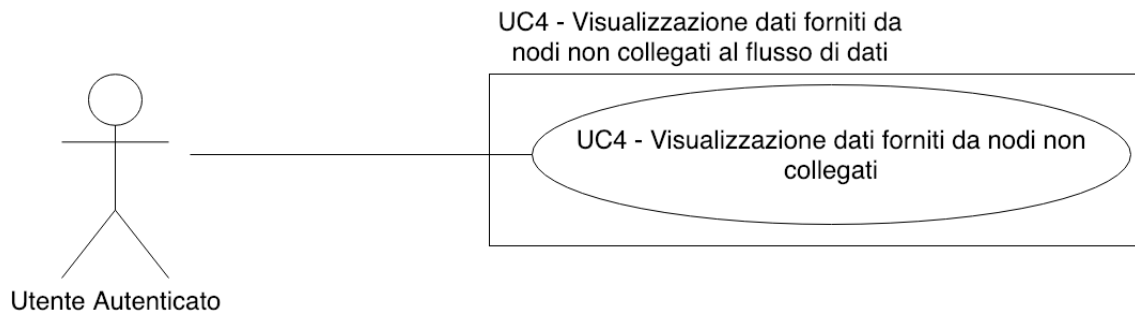 UC4 - Visualizzazione dati forniti da
nodi non collegati al flusso di dati
UC4 - Visualizzazione dati forniti da nodi non
collegati
Utente Autenticato